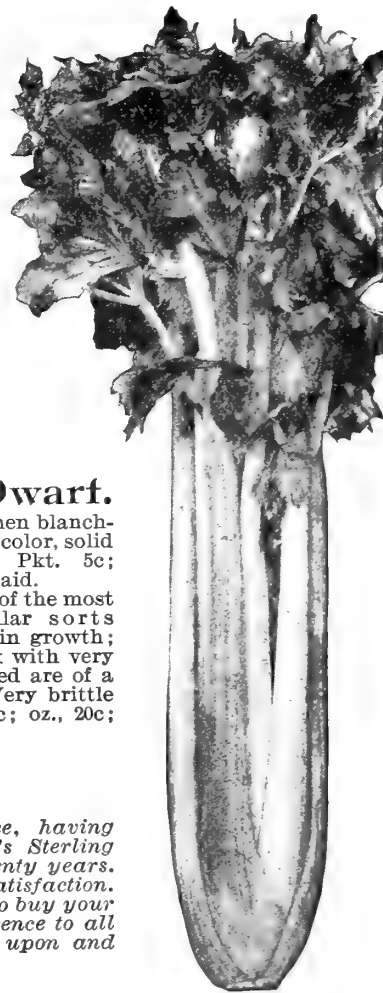 Dwarf.
hen blanch-
color, solid
Pkt. 5c;
aid.
of the most
lar sorts
in growth;
k with very
ed are of a
Very brittle
c; oz., 20c;
e, having
's Sterling
nty years.
atisfaction.
o buy your
ence to all
upon and